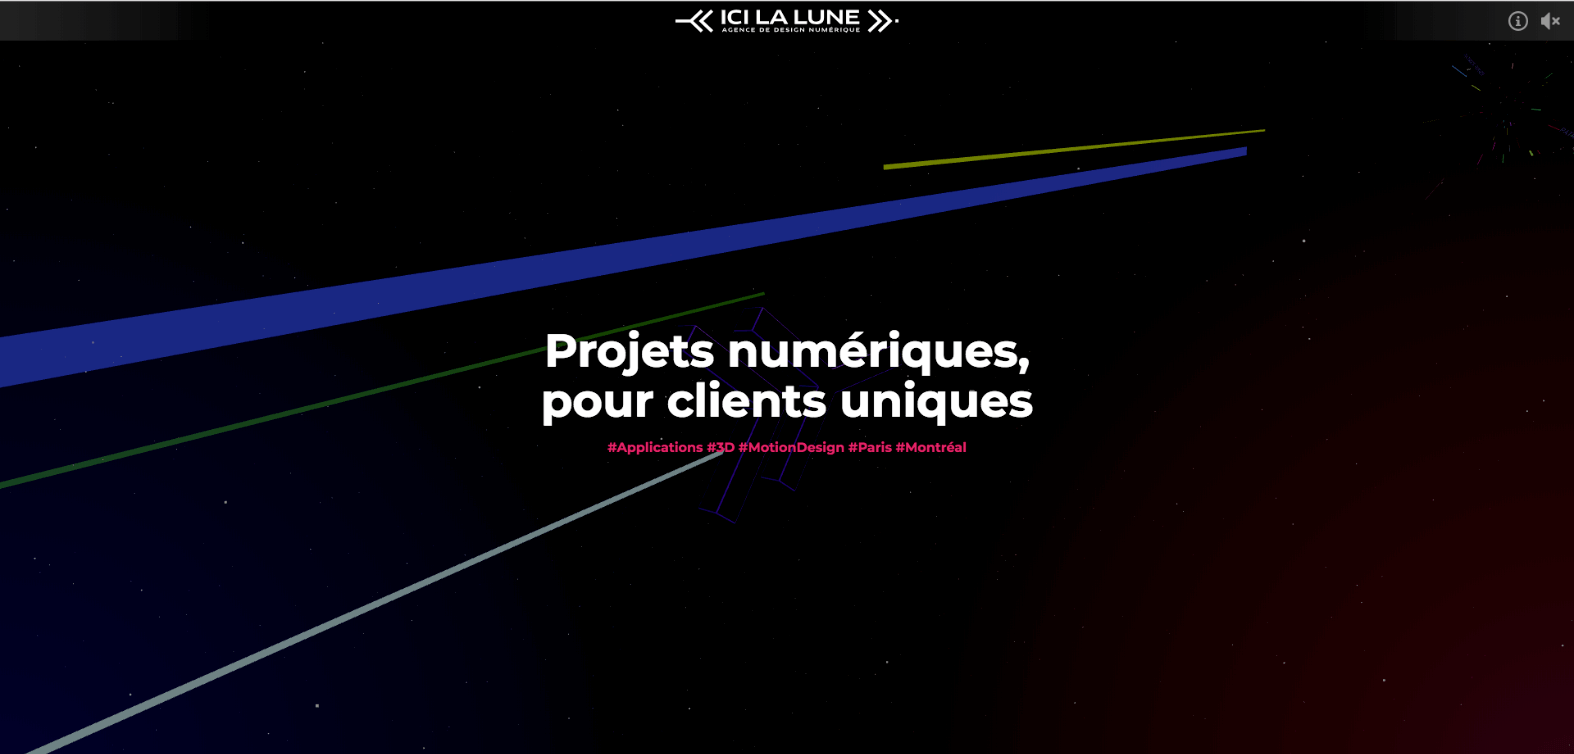 ICI LA LUNE
AGENCE DE DESIGN NUMÉRIQUE
Projets numériques,
pour clients uniques
#Applications #3D #MotionDesign #Paris #Montréal